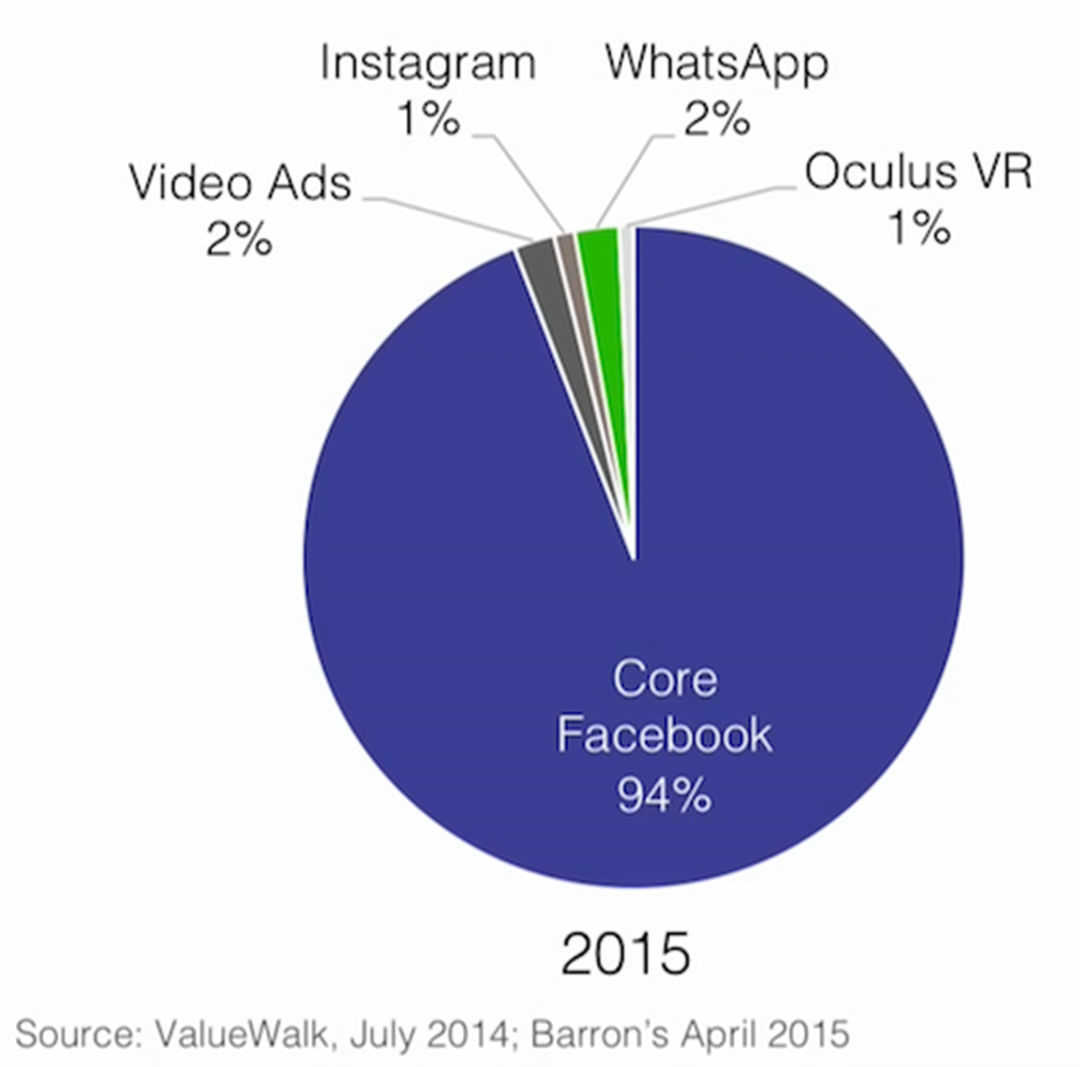 Instagram
1%
WhatsApp
2%
Video Ads
2%
Oculus VR
1%
Core
Facebook
94%
2015
Source: ValueWalk, July 2014; Barron’s April 2015